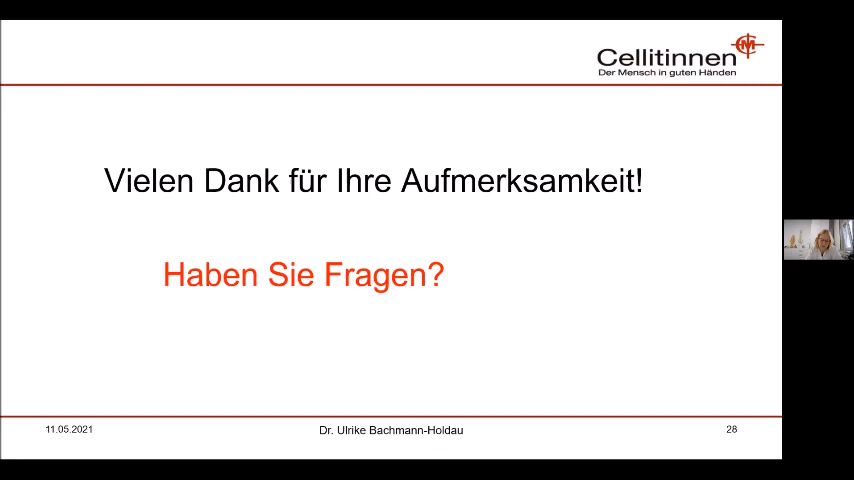 Cellitinnen
Der Mensch in guten Händen
Vielen Dank für Ihre Aufmerksamkeit!
Haben Sie Fragen?
11.05.2021
Dr. Ulrike Bachmann-Holdau
28